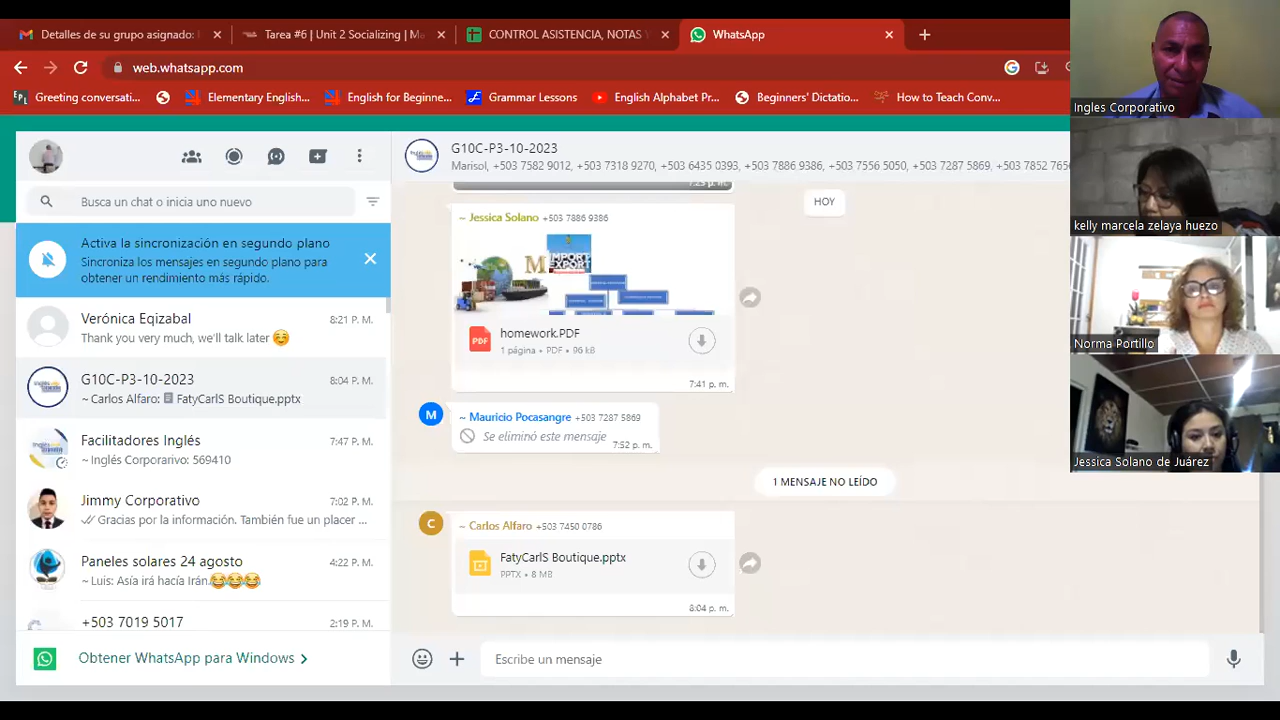 Detalles de su grupo asignado:
Tarea #6 | Unit 2 Socializing | Ma
CONTROL ASISTENCIA, NOTAS Y
WhatsApp
web.whatsapp.com
Greeting conversati...
Elementary English...
English for Beginne...
Grammar Lessons
English Alphabet Pr...
Beginners' Dictatio...
How to Teach Conv...
Ingles Corporativo
kelly marcela zelaya huezo
Norma Portillo
Jessica Solano de Juárez
Busca un chat o inicia uno nuevo
Activa la sincronización en segundo plano
Sincroniza los mensajes en segundo plano para
obtener un rendimiento más rápido.
Verónica Eqizabal
8:21 P. M.
Thank you very much, we'll talk later
G10C-P3-10-2023
8:04 P. M.
~ Carlos Alfaro: FatyCarlS Boutique.pptx
Facilitadores Inglés
7:47 P. M.
~ Inglés Corporarivo: 569410
Jimmy Corporativo
7:02 P. M.
Gracias por la información. También fue un placer ...
Paneles solares 24 agosto
4:22 P. M.
~ Luis: Asía irá hacía Irán.
+503 7019 5017
2:19 P. M.
Obtener WhatsApp para Windows
G10C-P3-10-2023
Marisol, +503 7582 9012, +503 7318 9270, +503 6435 0393, +503 7886 9386, +503 7556 5050, +503 7287 5869, +503 7852 765
7:23 p. m.
HOY
~ Jessica Solano +503 7886 9386
M
IMPORT
EXPORT
homework.PDF
PDF
1 página • PDF • 96 kB
7:41 p. m.
M
~ Mauricio Pocasangre +503 7287 5869
Se eliminó este mensaje
7:52 p. m.
1 MENSAJE NO LEÍDO
C
~ Carlos Alfaro +503 7450 0786
FatyCarlS Boutique.pptx
PPTX • 8 MB
8:04 p. m.
Escribe un mensaje